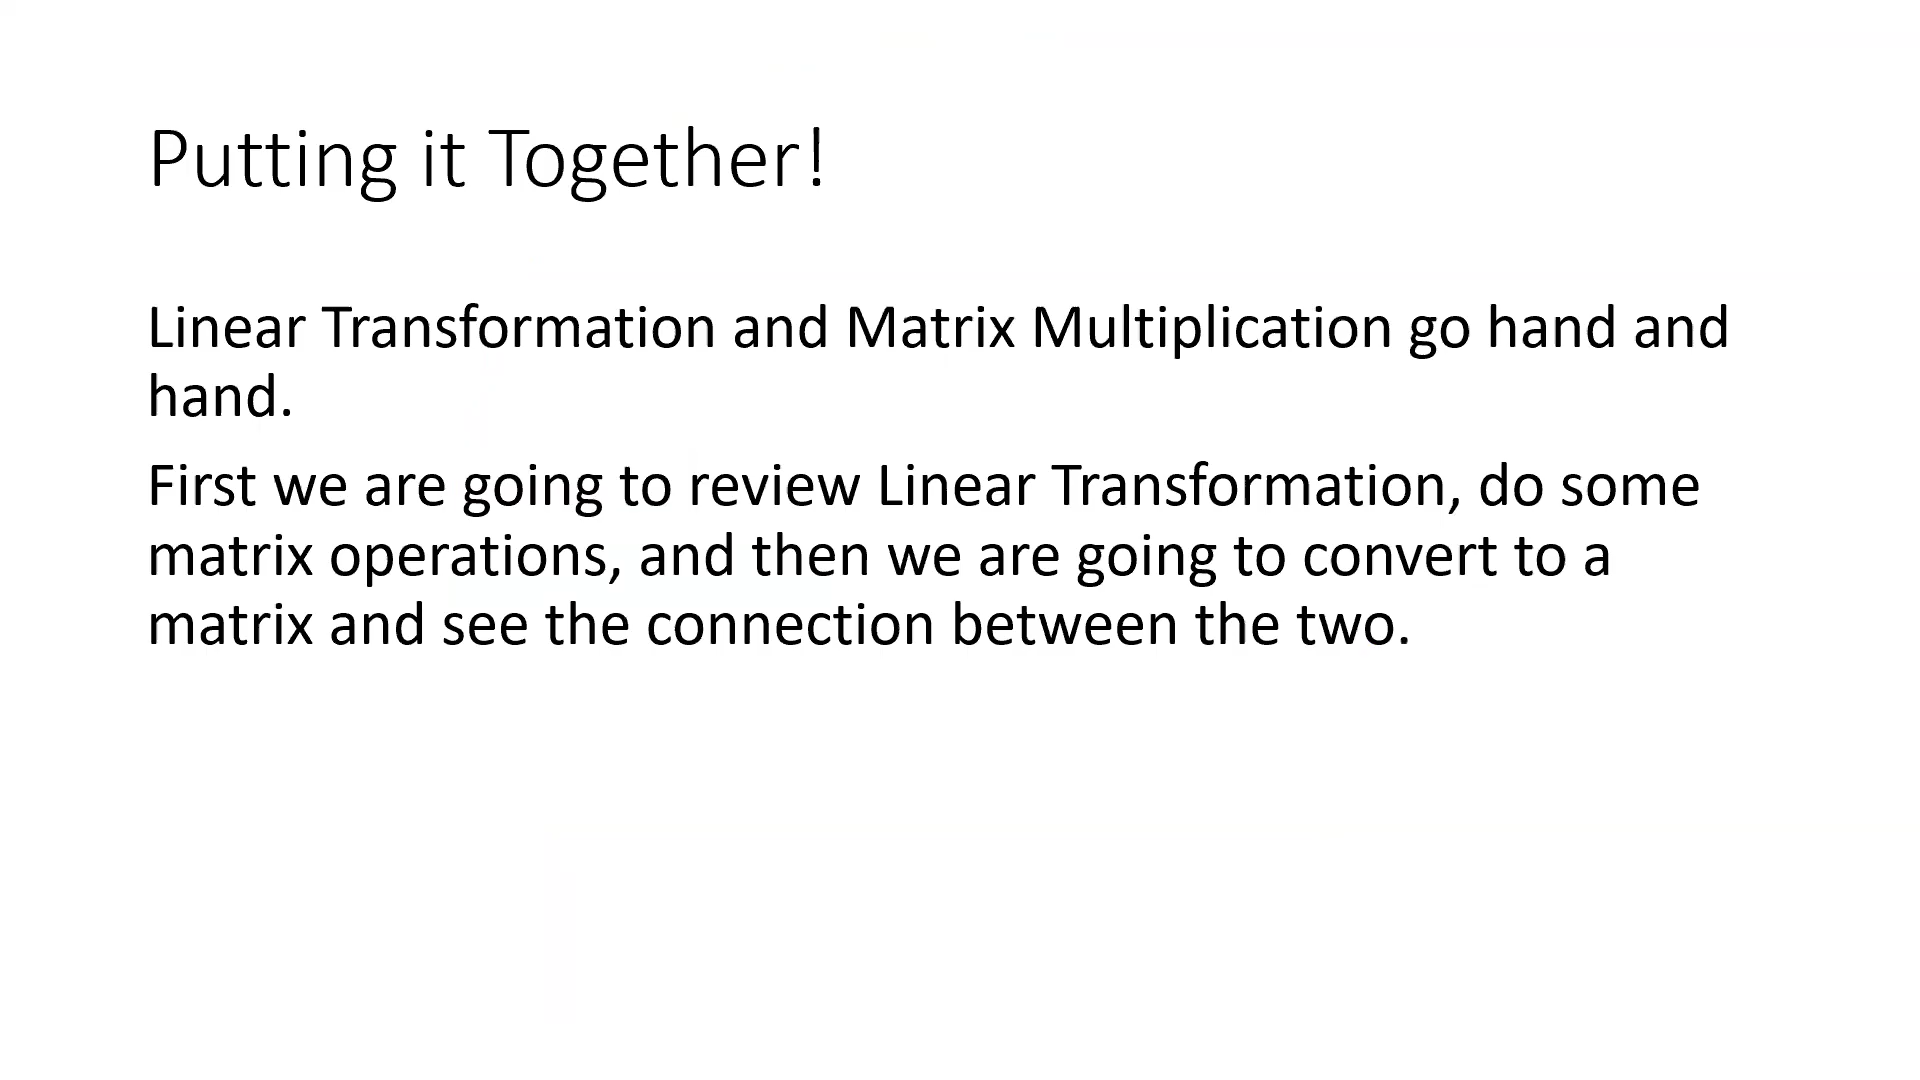 Putting it Together!
Linear Transformation and Matrix Multiplication go hand and
hand.
First we are going to review Linear Transformation, do some
matrix operations, and then we are going to convert to a
matrix and see the connection between the two.